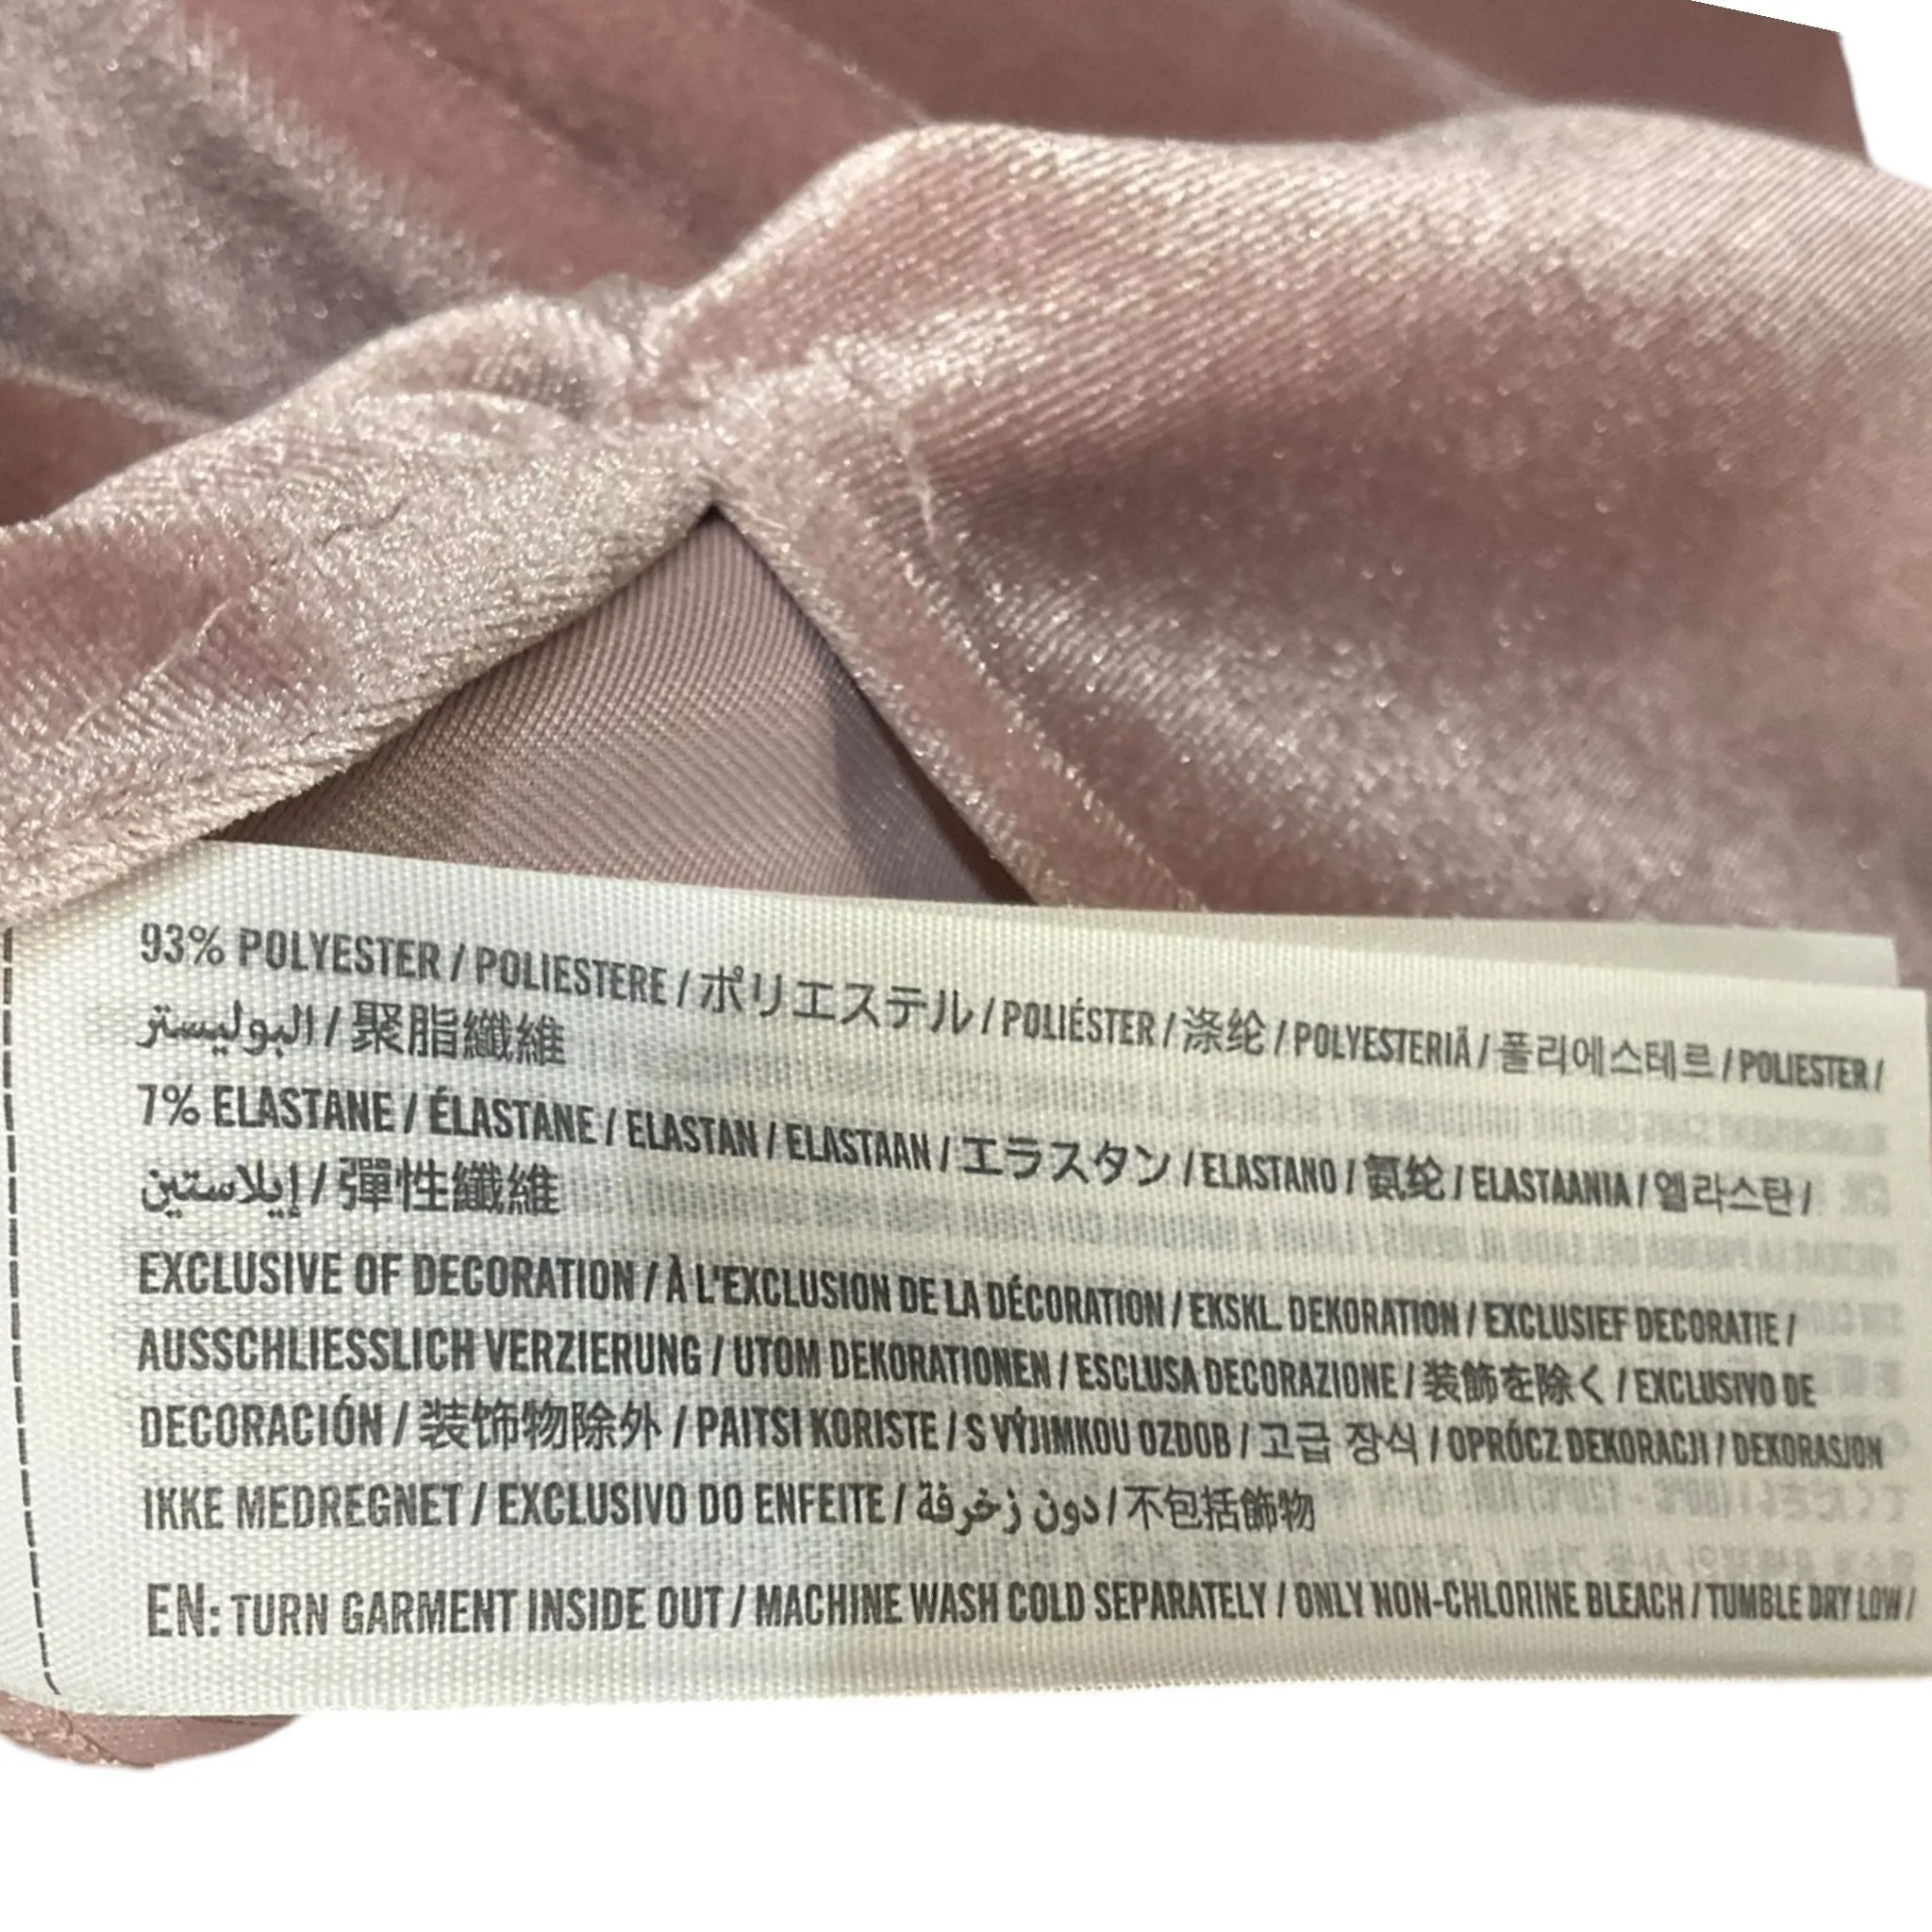 93% POLYESTER / POLIESTERE / ポリエステル / POLIÉSTER / 涤纶 / POLYESTERIÄ / 폴리에스테르 / POLIESTER /
البوليستر / 聚脂纖維
7% ELASTANE / ÉLASTANE / ELASTAN / ELASTAAN / エラスタン / ELASTANO / 氨纶 / ELASTAANIA / 엘라스탄 /
إيلاستين / 彈性纖維
EXCLUSIVE OF DECORATION / À L'EXCLUSION DE LA DÉCORATION / EKSKL. DEKORATION / EXCLUSIEF DECORATIE /
AUSSCHLIESSLICH VERZIERUNG / UTOM DEKORATIONEN / ESCLUSA DECORAZIONE / 装飾を除く / EXCLUSIVO DE
DECORACIÓN / 装饰物除外 / PAITSI KORISTE / S VÝJIMKOU OZDOB / 고급 장식 / OPRÓCZ DEKORACJI / DEKORASJON
IKKE MEDREGNET / EXCLUSIVO DO ENFEITE / دون زخرفة / 不包括飾物
EN: TURN GARMENT INSIDE OUT / MACHINE WASH COLD SEPARATELY / ONLY NON-CHLORINE BLEACH / TUMBLE DRY LOW /